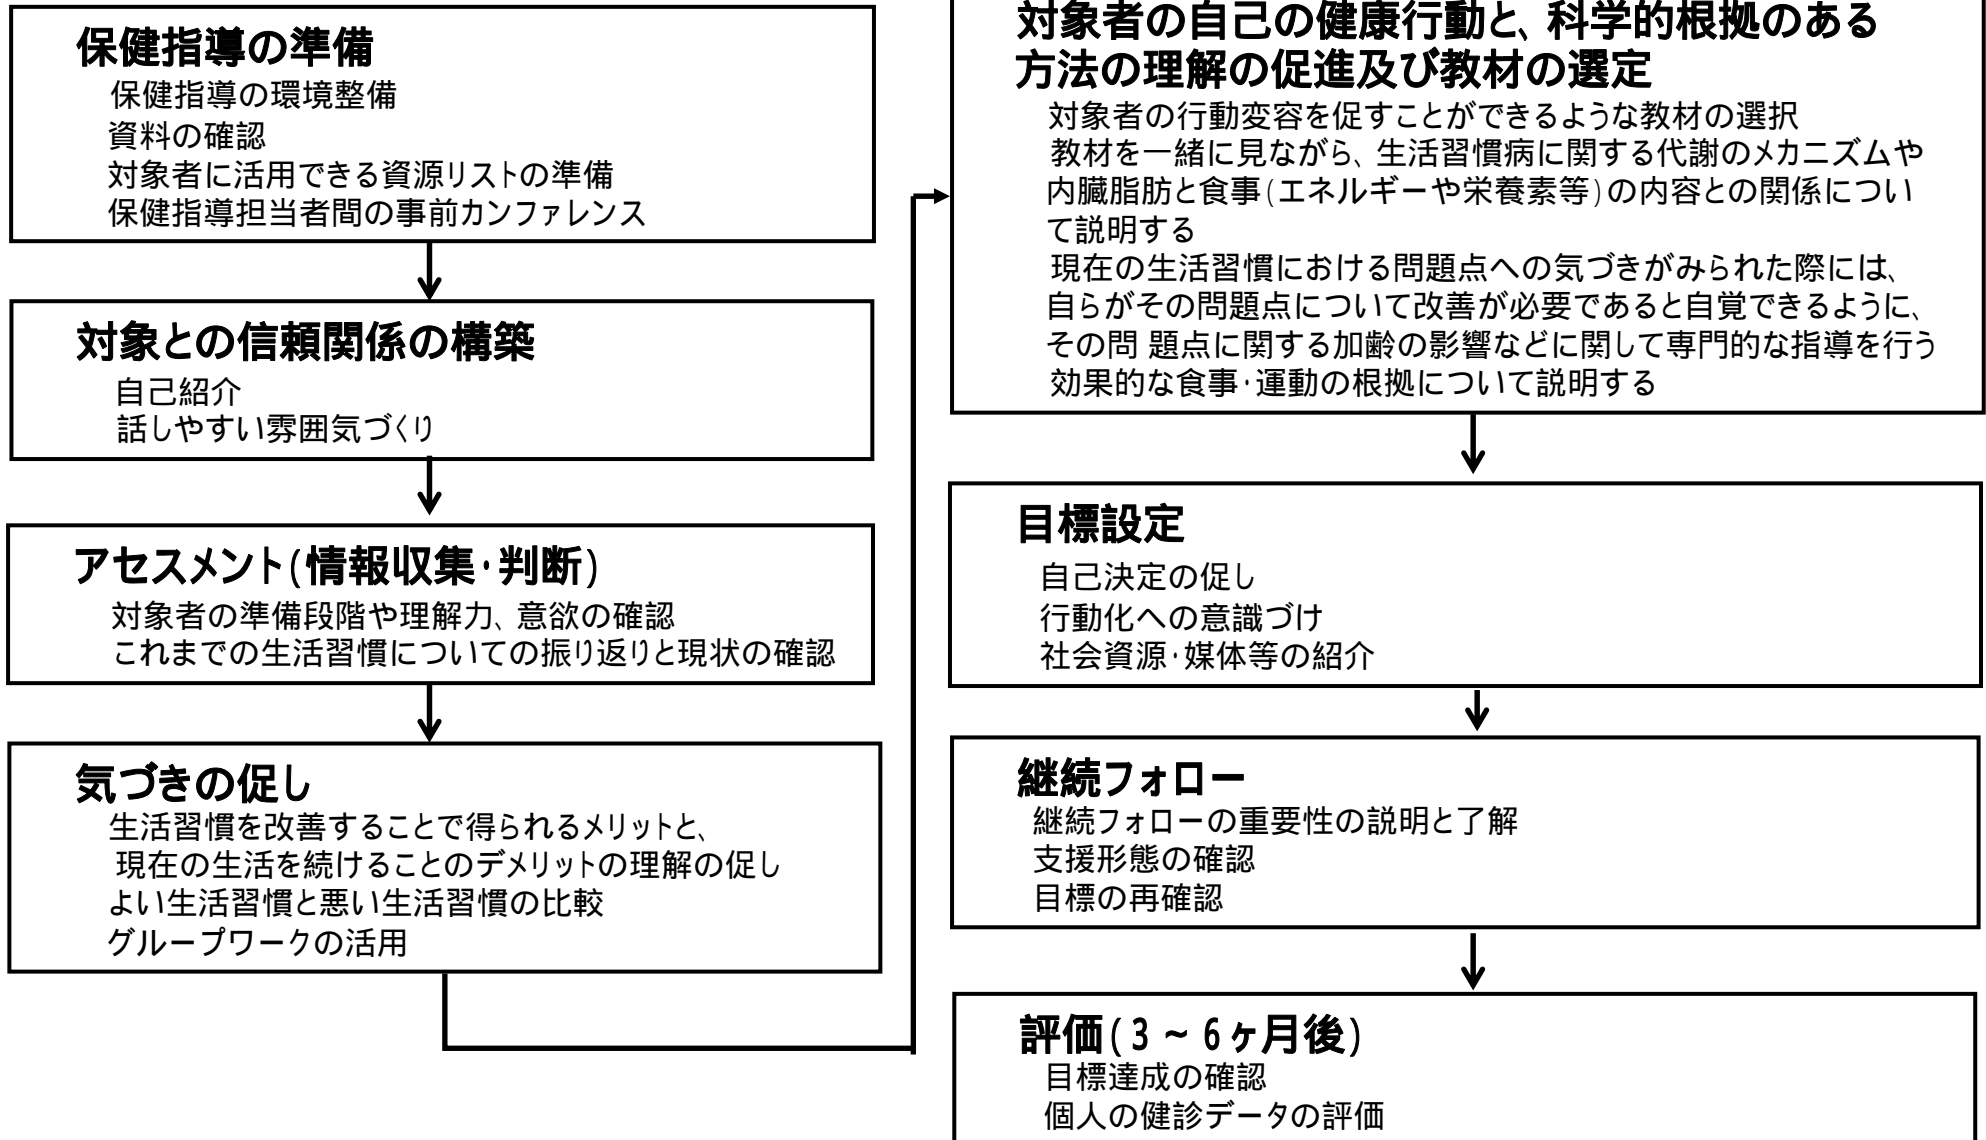 保健指導の準備
保健指導の環境整備
資料の確認
対象者に活用できる資源リストの準備
保健指導担当者間の事前カンファレンス
対象との信頼関係の構築
自己紹介
話しやすい雰囲気づくり
アセスメント(情報収集･判断)
対象者の準備段階や理解力、意欲の確認
これまでの生活習慣についての振り返りと現状の確認
気づきの促し
生活習慣を改善することで得られるメリットと、
現在の生活を続けることのデメリットの理解の促し
よい生活習慣と悪い生活習慣の比較
グループワークの活用
対象者の自己の健康行動と、科学的根拠のある
方法の理解の促進及び教材の選定
対象者の行動変容を促すことができるような教材の選択
教材を一緒に見ながら、生活習慣病に関する代謝のメカニズムや
内臓脂肪と食事(エネルギーや栄養素等)の内容との関係につい
て説明する
現在の生活習慣における問題点への気づきがみられた際には、
自らがその問題点について改善が必要であると自覚できるように、
その問 題点に関する加齢の影響などに関して専門的な指導を行う
効果的な食事･運動の根拠について説明する
目標設定
自己決定の促し
行動化への意識づけ
社会資源･媒体等の紹介
継続フォロー
継続フォローの重要性の説明と了解
支援形態の確認
目標の再確認
評価(3 ~ 6ヶ月後)
目標達成の確認
個人の健診データの評価